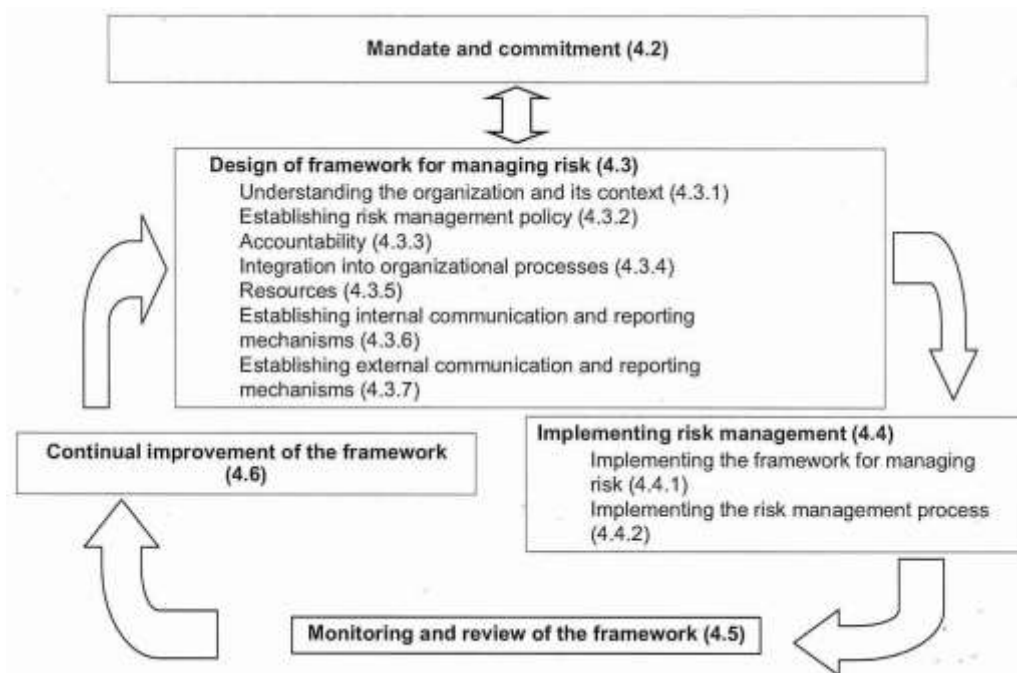 Mandate and commitment (4.2)
Design of framework for managing risk (4.3)
Understanding the organization and its context (4.3.1)
Establishing risk management policy (4.3.2)
Accountability (4.3.3)
Integration into organizational processes (4.3.4)
Resources (4.3.5)
Establishing internal communication and reporting
mechanisms (4.3.6)
Establishing external communication and reporting
mechanisms (4.3.7)
Implementing risk management (4.4)
Implementing the framework for managing
risk (4.4.1)
Implementing the risk management process
(4.4.2)
Continual improvement of the framework
(4.6)
Monitoring and review of the framework (4.5)